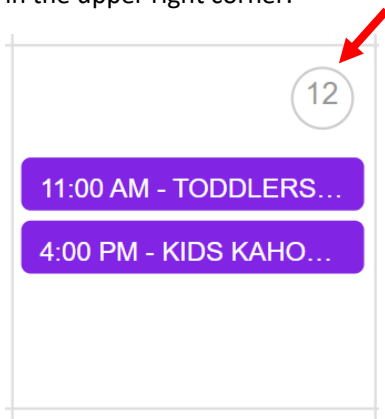 in the upper right corner.
12
11:00 AM - TODDLERS...
4:00 PM - KIDS KAHO...